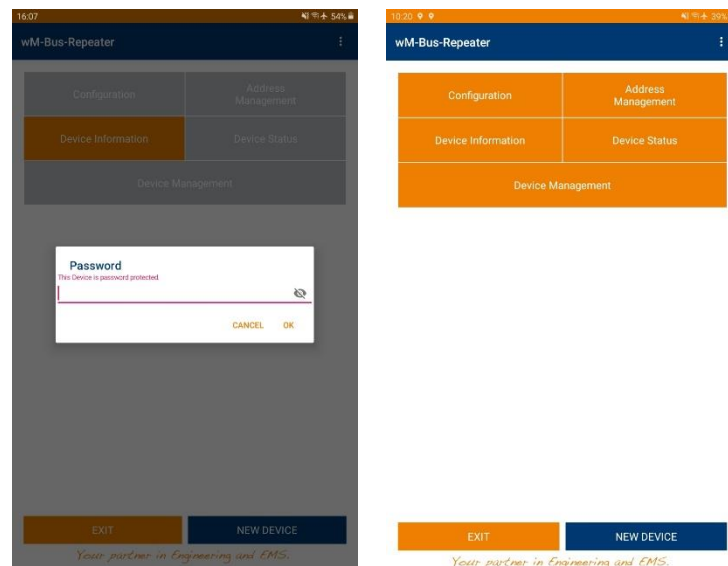 16:07
54%
wM-Bus-Repeater
Configuration
Address
Management
Device Information
Device Status
Device Management
Password
This Device is password protected.
CANCEL
OK
EXIT
NEW DEVICE
Your partner in Engineering and EMS.
10:20
39%
wM-Bus-Repeater
Configuration
Address
Management
Device Information
Device Status
Device Management
EXIT
NEW DEVICE
Your partner in Engineering and EMS.